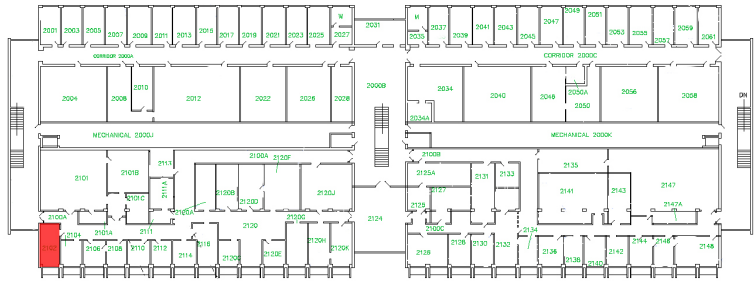 2001 2003 2005 2007 2009 2011 2013 2015 2017 2019 2021 2023 2025 W 2027 2031 M 2035 2037 2039 2041 2043 2045 2047 2049 2051 2053 2055 2057 2059 2061
CORRIDOR 2000A 2000B CORRIDOR 2000C
2004 2008 2010 2012 2022 2026 2028 2034 2034A 2040 2046 2050A 2050 2056 2058 DN
MECHANICAL 2000J MECHANICAL 2000K
2101 2101B 2113 2100A 2120F 2100B 2135
2101C 2111A 2120B 2120D 2120J 2125A 2127 2131 2133 2141 2143 2147
2100A 2101A 2111 2120A 2120 2120G 2124 2125 2100C 2134 2147A
2102 2104 2106 2108 2110 2112 2114 2116 2120E 2120H 2120K 2128 2126 2130 2132 2136 2138 2140 2142 2144 2146 2148